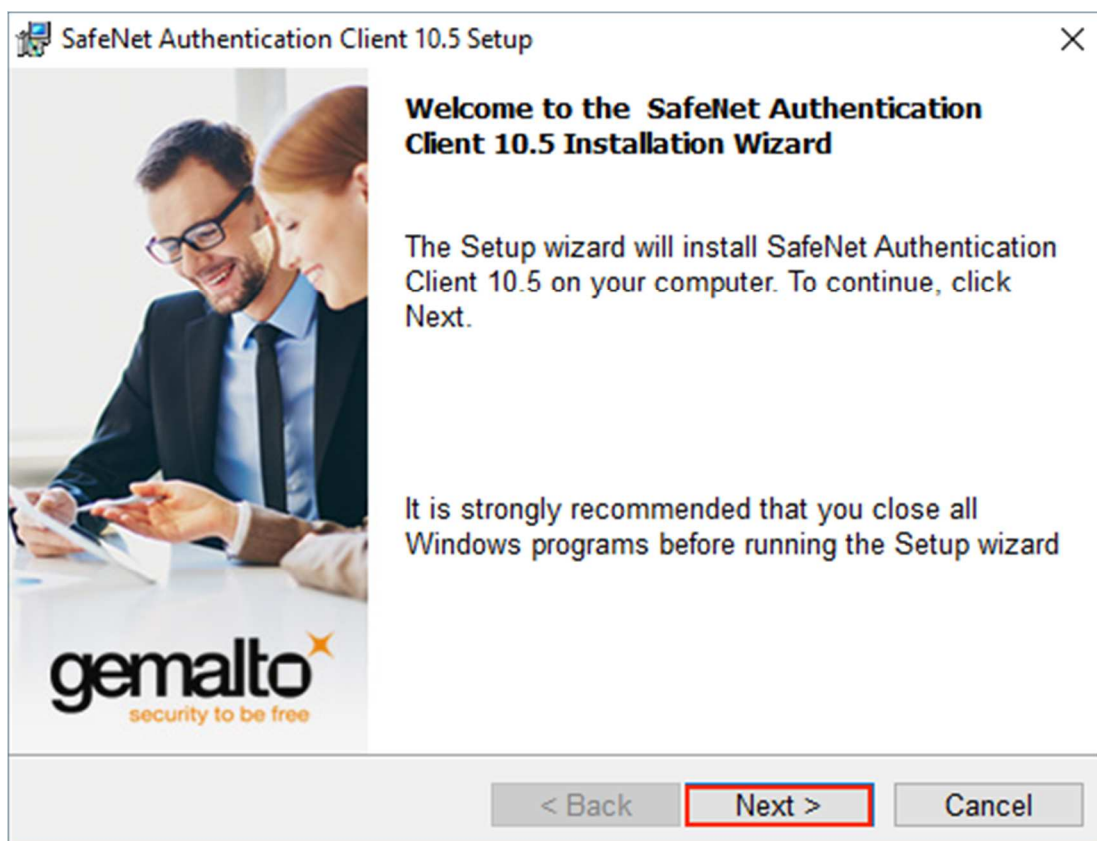 SafeNet Authentication Client 10.5 Setup
Welcome to the SafeNet Authentication
Client 10.5 Installation Wizard
The Setup wizard will install SafeNet Authentication
Client 10.5 on your computer. To continue, click
Next.
It is strongly recommended that you close all
Windows programs before running the Setup wizard
gemalto
security to be free
< Back
Next >
Cancel